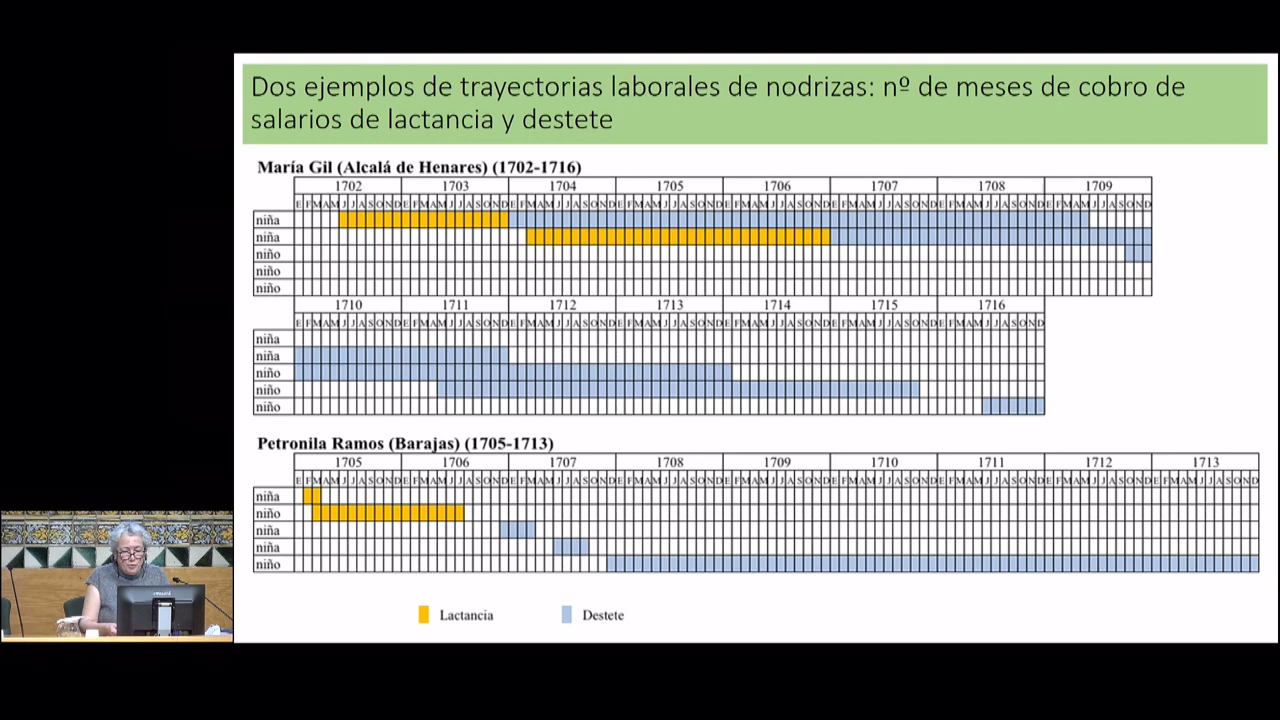 Dos ejemplos de trayectorias laborales de nodrizas: nº de meses de cobro de
salarios de lactancia y destete
María Gil (Alcalá de Henares) (1702-1716)
1702 1703 1704 1705 1706 1707 1708 1709
E F M A M J J A S O N D E F M A M J J A S O N D E F M A M J J A S O N D E F M A M J J A S O N D E F M A M J J A S O N D E F M A M J J A S O N D E F M A M J J A S O N D E F M A M J J A S O N D
niña
niña
niño
niño
niño
1710 1711 1712 1713 1714 1715 1716
E F M A M J J A S O N D E F M A M J J A S O N D E F M A M J J A S O N D E F M A M J J A S O N D E F M A M J J A S O N D E F M A M J J A S O N D E F M A M J J A S O N D
niña
niña
niño
niño
niño
Petronila Ramos (Barajas) (1705-1713)
1705 1706 1707 1708 1709 1710 1711 1712 1713
E F M A M J J A S O N D E F M A M J J A S O N D E F M A M J J A S O N D E F M A M J J A S O N D E F M A M J J A S O N D E F M A M J J A S O N D E F M A M J J A S O N D E F M A M J J A S O N D E F M A M J J A S O N D
niña
niño
niña
niña
niño
Lactancia Destete